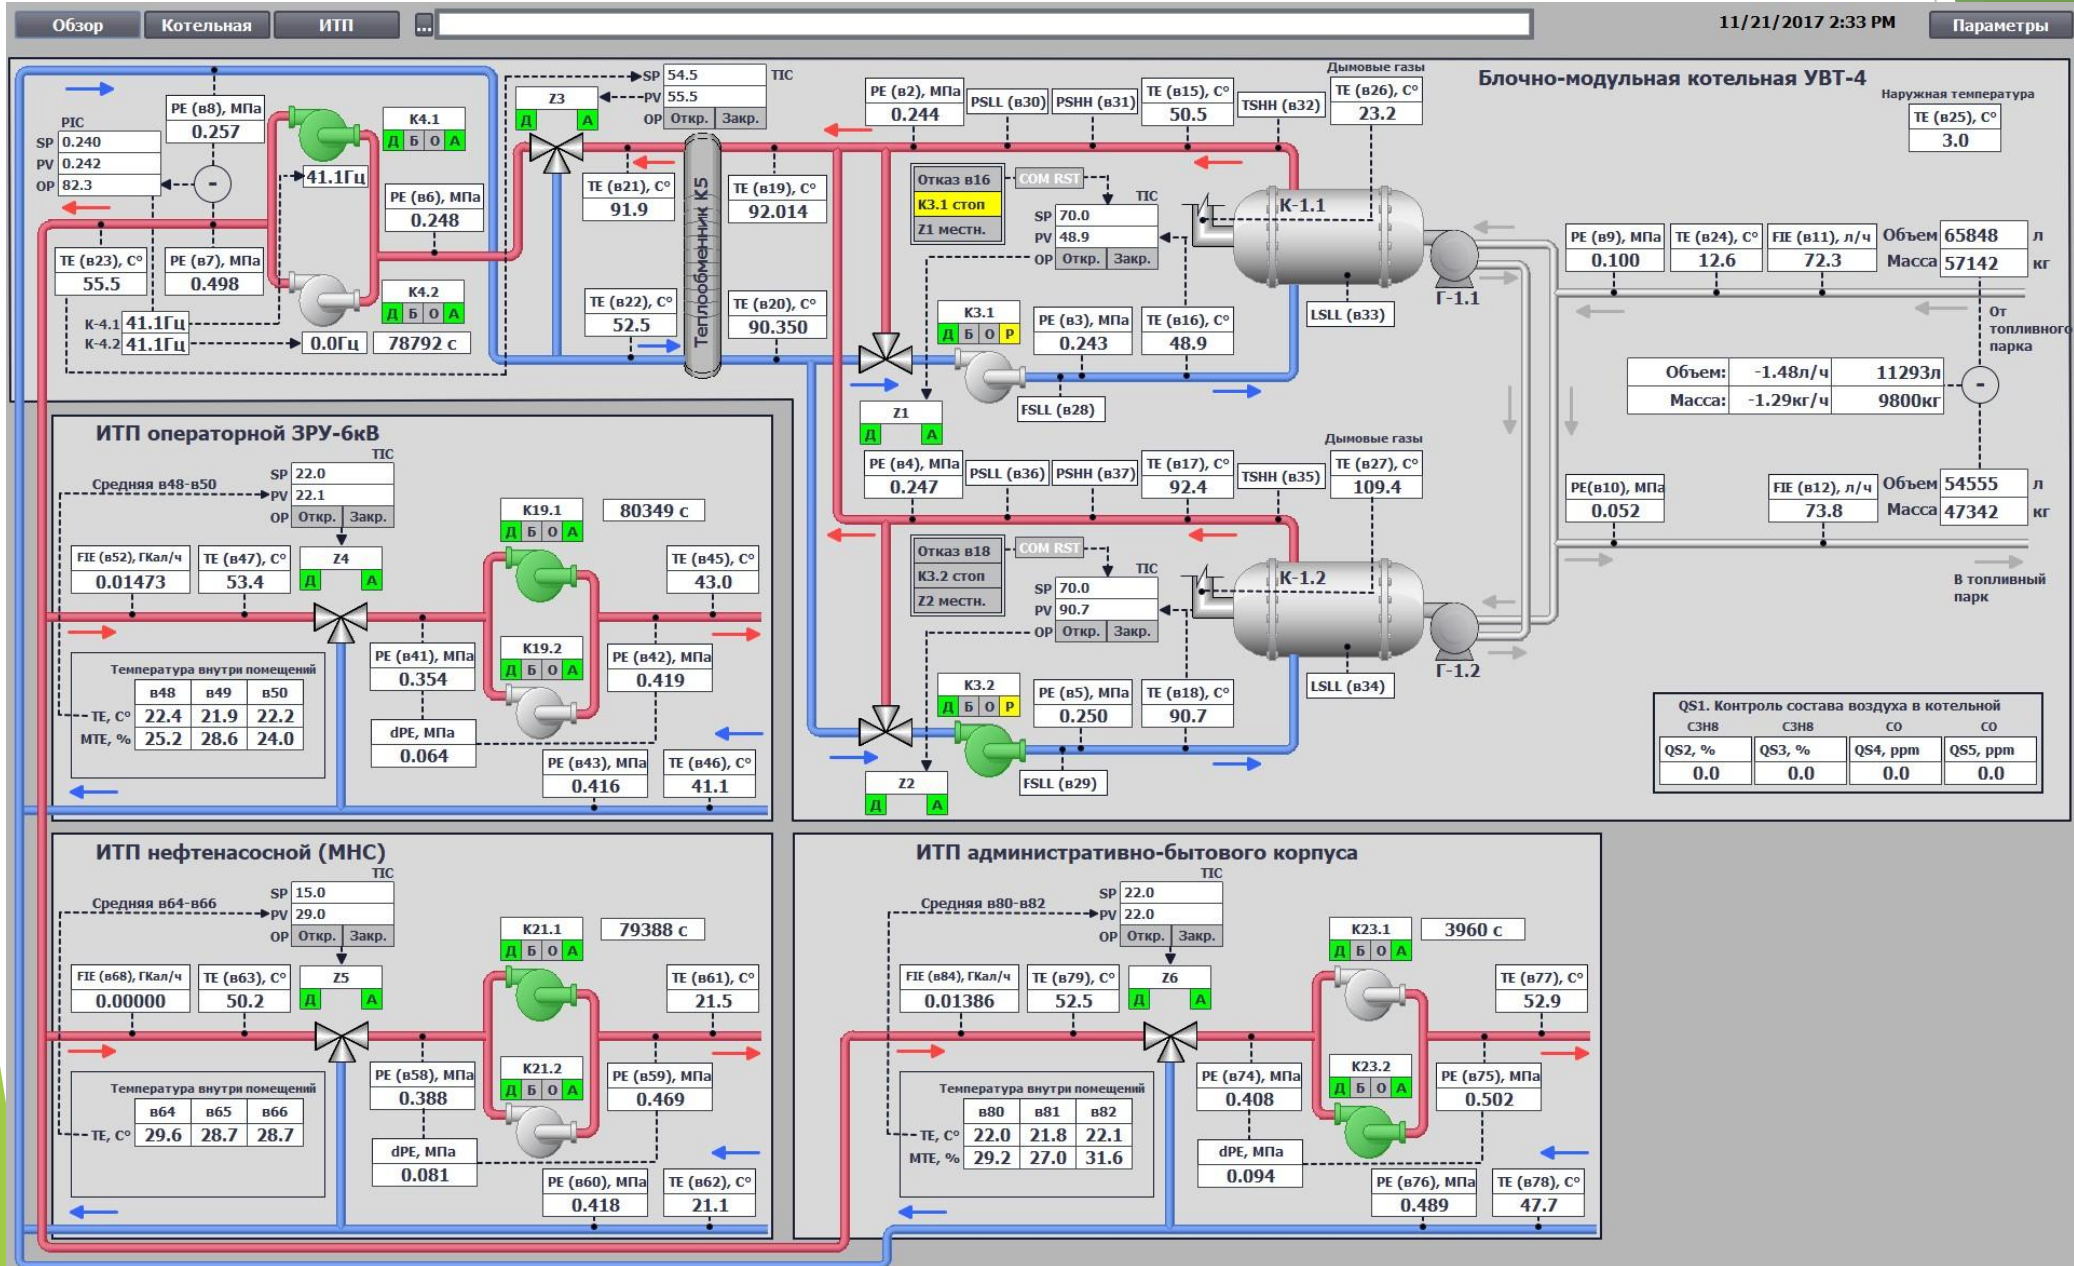 Обзор Котельная ИТП ... 11/21/2017 2:33 PM Параметры
Блочно-модульная котельная УВТ-4
Наружная температура
TE (в25), С°
3.0
PIC
SP 0.240
PV 0.242
OP 82.3
PE (в8), МПа
0.257
-
К4.1
Д Б О А
41.1Гц
PE (в6), МПа
0.248
TE (в23), С°
55.5
PE (в7), МПа
0.498
К4.2
Д Б О А
К-4.1 41.1Гц
К-4.2 41.1Гц
0.0Гц 78792 с
Z3
Д А
SP 54.5 TIC
PV 55.5
OP Откр. Закр.
TE (в21), С°
91.9
TE (в22), С°
52.5
Теплообменник К5
TE (в19), С°
92.014
TE (в20), С°
90.350
PE (в2), МПа
0.244
PSLL (в30)
PSHH (в31)
TE (в15), С°
50.5
TSHH (в32)
Дымовые газы
TE (в26), С°
23.2
Отказ в16
К3.1 стоп
Z1 местн.
COM RST
TIC
SP 70.0
PV 48.9
OP Откр. Закр.
К-1.1
Г-1.1
LSLL (в33)
К3.1
Д Б О Р
PE (в3), МПа
0.243
TE (в16), С°
48.9
FSLL (в28)
Z1
Д А
PE (в9), МПа
0.100
TE (в24), С°
12.6
FIE (в11), л/ч
72.3
Объем 65848 л
Масса 57142 кг
От
топливного
парка
Объем: -1.48л/ч 11293л
Масса: -1.29кг/ч 9800кг
-
PE(в10), МПа
0.052
FIE (в12), л/ч
73.8
Объем 54555 л
Масса 47342 кг
В топливный
парк
PE (в4), МПа
0.247
PSLL (в36)
PSHH (в37)
TE (в17), С°
92.4
TSHH (в35)
Дымовые газы
TE (в27), С°
109.4
Отказ в18
К3.2 стоп
Z2 местн.
COM RST
TIC
SP 70.0
PV 90.7
OP Откр. Закр.
К-1.2
Г-1.2
LSLL (в34)
К3.2
Д Б О Р
PE (в5), МПа
0.250
TE (в18), С°
90.7
FSLL (в29)
Z2
Д А
QS1. Контроль состава воздуха в котельной
C3H8 C3H8 CO CO
QS2, % QS3, % QS4, ppm QS5, ppm
0.0 0.0 0.0 0.0
ИТП операторной ЗРУ-6кВ
TIC
Средняя в48-в50
SP 22.0
PV 22.1
OP Откр. Закр.
К19.1
Д Б О А
80349 с
FIE (в52), ГКал/ч
0.01473
TE (в47), С°
53.4
Z4
Д А
TE (в45), С°
43.0
К19.2
Д Б О А
PE (в41), МПа
0.354
PE (в42), МПа
0.419
Температура внутри помещений
в48 в49 в50
TE, С° 22.4 21.9 22.2
MTE, % 25.2 28.6 24.0
dPE, МПа
0.064
PE (в43), МПа
0.416
TE (в46), С°
41.1
ИТП нефтенасосной (МНС)
TIC
Средняя в64-в66
SP 15.0
PV 29.0
OP Откр. Закр.
К21.1
Д Б О А
79388 с
FIE (в68), ГКал/ч
0.00000
TE (в63), С°
50.2
Z5
Д А
TE (в61), С°
21.5
К21.2
Д Б О А
PE (в58), МПа
0.388
PE (в59), МПа
0.469
Температура внутри помещений
в64 в65 в66
TE, С° 29.6 28.7 28.7
dPE, МПа
0.081
PE (в60), МПа
0.418
TE (в62), С°
21.1
ИТП административно-бытового корпуса
TIC
Средняя в80-в82
SP 22.0
PV 22.0
OP Откр. Закр.
К23.1
Д Б О А
3960 с
FIE (в84), ГКал/ч
0.01386
TE (в79), С°
52.5
Z6
Д А
TE (в77), С°
52.9
К23.2
Д Б О А
PE (в74), МПа
0.408
PE (в75), МПа
0.502
Температура внутри помещений
в80 в81 в82
TE, С° 22.0 21.8 22.1
MTE, % 29.2 27.0 31.6
dPE, МПа
0.094
PE (в76), МПа
0.489
TE (в78), С°
47.7